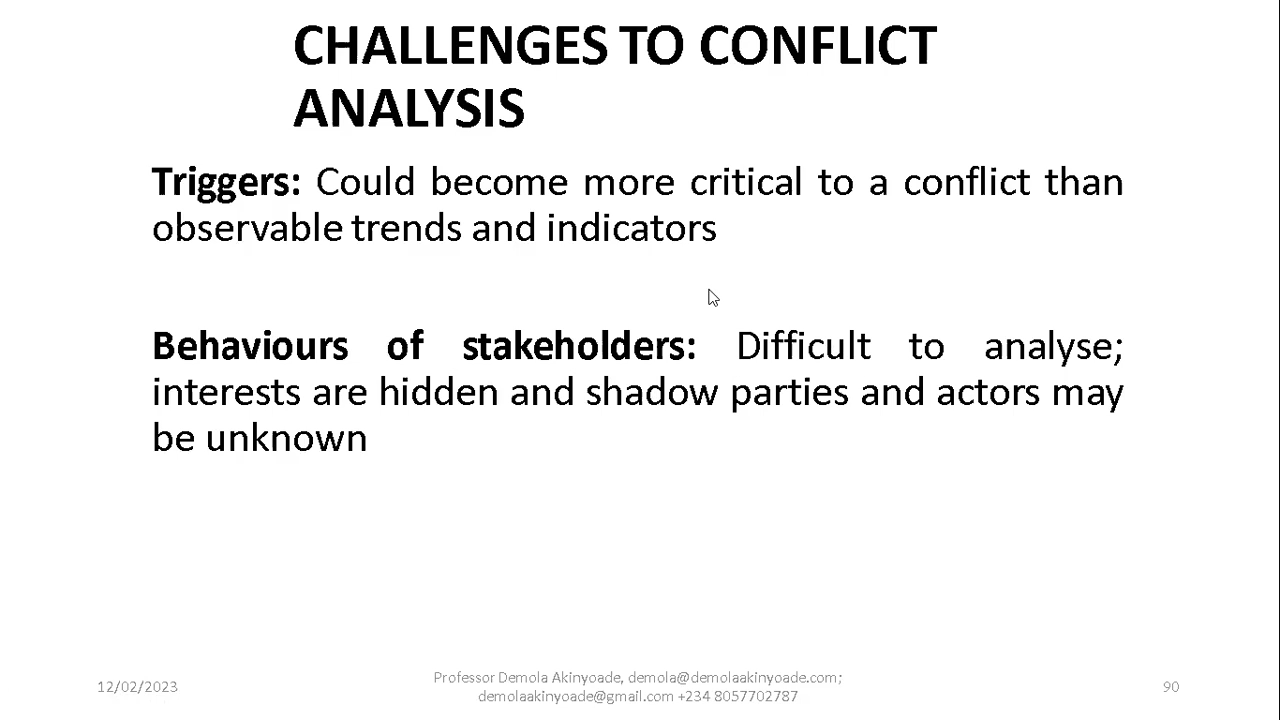 CHALLENGES TO CONFLICT
ANALYSIS
Triggers: Could become more critical to a conflict than
observable trends and indicators
Behaviours of stakeholders: Difficult to analyse;
interests are hidden and shadow parties and actors may
be unknown
12/02/2023
Professor Demola Akinyoade, demola@demolaakinyoade.com;
demolaakinyoade@gmail.com +234 8057702787
90